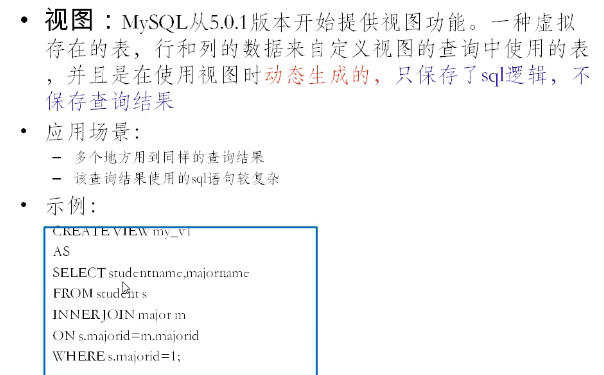 • 视图：MySQL从5.0.1版本开始提供视图功能。一种虚拟
存在的表，行和列的数据来自定义视图的查询中使用的表
，并且是在使用视图时动态生成的，只保存了sql逻辑，不
保存查询结果
• 应用场景：
– 多个地方用到同样的查询结果
– 该查询结果使用的sql语句较复杂
• 示例：
CREATE VIEW my_v1
AS
SELECT studentname,majorname
FROM student s
INNER JOIN major m
ON s.majorid=m.majorid
WHERE s.majorid=1;